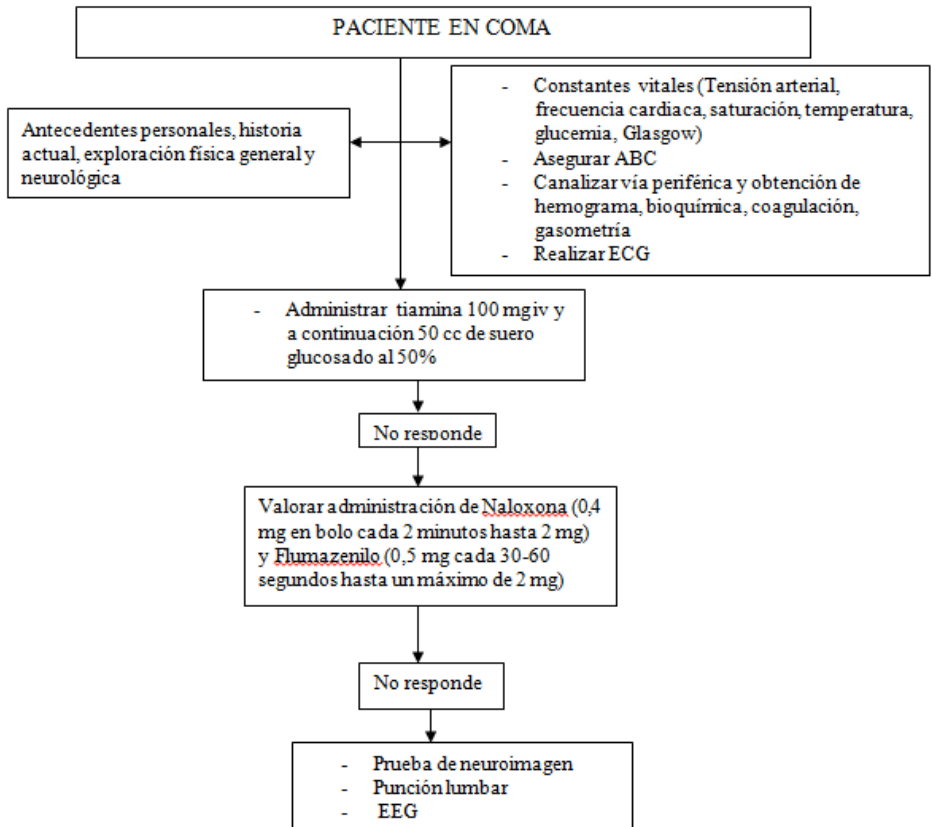 PACIENTE EN COMA
Antecedentes personales, historia
actual, exploración física general y
neurológica
- Constantes vitales (Tensión arterial,
frecuencia cardiaca, saturación, temperatura,
glucemia, Glasgow)
- Asegurar ABC
- Canalizar vía periférica y obtención de
hemograma, bioquímica, coagulación,
gasometría
- Realizar ECG
- Administrar tiamina 100 mg iv y
a continuación 50 cc de suero
glucosado al 50%
No responde
Valorar administración de Naloxona (0,4
mg en bolo cada 2 minutos hasta 2 mg)
y Flumazenilo (0,5 mg cada 30-60
segundos hasta un máximo de 2 mg)
No responde
- Prueba de neuroimagen
- Punción lumbar
- EEG